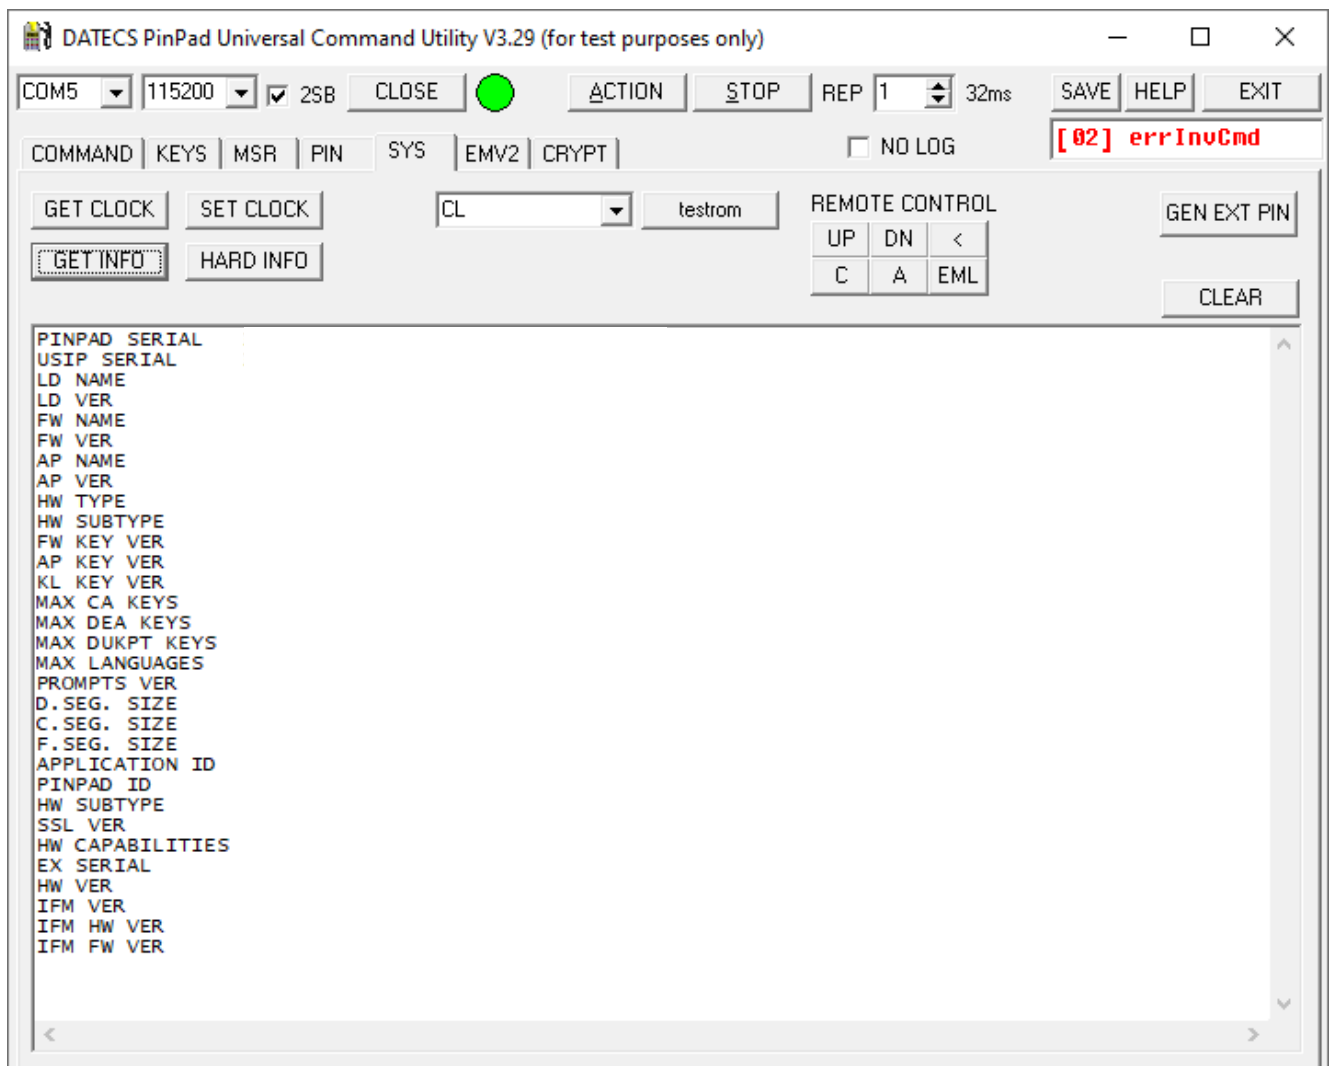 DATECS PinPad Universal Command Utility V3.29 (for test purposes only)
COM5 115200 2SB CLOSE ACTION STOP REP 1 32ms SAVE HELP EXIT
[02] errInvCmd
COMMAND KEYS MSR PIN SYS EMV2 CRYPT NO LOG
GET CLOCK SET CLOCK CL testrom REMOTE CONTROL GEN EXT PIN
UP DN <
GET INFO HARD INFO C A EML
CLEAR
PINPAD SERIAL
USIP SERIAL
LD NAME
LD VER
FW NAME
FW VER
AP NAME
AP VER
HW TYPE
HW SUBTYPE
FW KEY VER
AP KEY VER
KL KEY VER
MAX CA KEYS
MAX DEA KEYS
MAX DUKPT KEYS
MAX LANGUAGES
PROMPTS VER
D.SEG. SIZE
C.SEG. SIZE
F.SEG. SIZE
APPLICATION ID
PINPAD ID
HW SUBTYPE
SSL VER
HW CAPABILITIES
EX SERIAL
HW VER
IFM VER
IFM HW VER
IFM FW VER